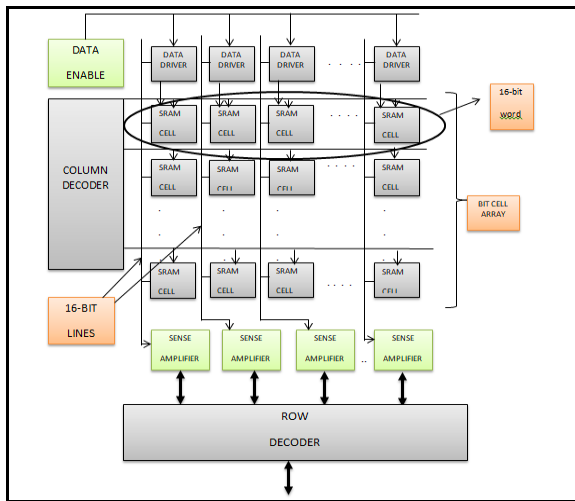 DATA
ENABLE
DATA
DRIVER
DATA
DRIVER
DATA
DRIVER
DATA
DRIVER
16-bit
word
SRAM
CELL
SRAM
CELL
SRAM
CELL
SRAM
CELL
COLUMN
DECODER
SRAM
CELL
SRAM
CELL
SRAM
CELL
SRAM
CELL
BIT CELL
ARRAY
SRAM
CELL
SRAM
CELL
SRAM
CELL
SRAM
CELL
16-BIT
LINES
SENSE
AMPLIFIER
SENSE
AMPLIFIER
SENSE
AMPLIFIER
SENSE
AMPLIFIER
ROW
DECODER